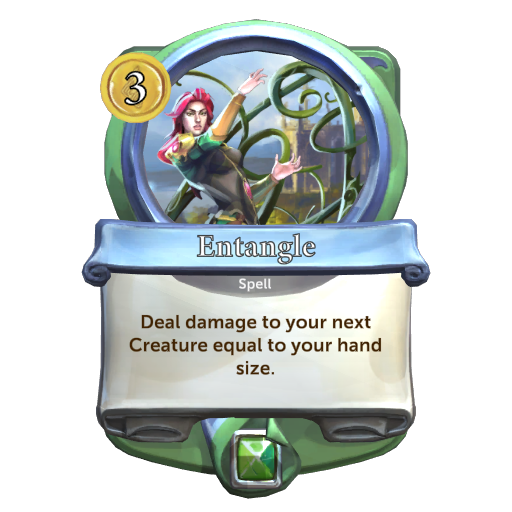 3
Entangle
Spell
Deal damage to your next
Creature equal to your hand
size.